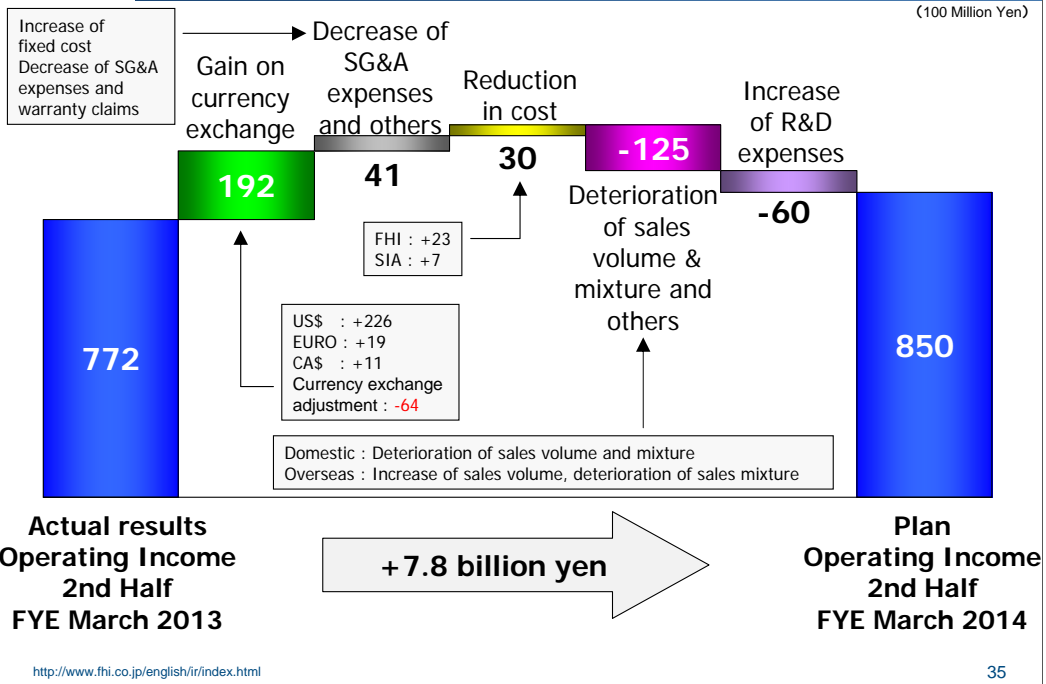 (100 Million Yen)
Increase of
fixed cost
Decrease of SG&A
expenses and
warranty claims
Gain on
currency
exchange
Decrease of
SG&A
expenses
and others
Reduction
in cost
Increase
of R&D
expenses
192
41
30
-125
-60
Deterioration
of sales
volume &
mixture and
others
FHI : +23
SIA : +7
US$ : +226
EURO : +19
CA$ : +11
Currency exchange
adjustment : -64
772
850
Domestic : Deterioration of sales volume and mixture
Overseas : Increase of sales volume, deterioration of sales mixture
Actual results
Operating Income
2nd Half
FYE March 2013
+7.8 billion yen
Plan
Operating Income
2nd Half
FYE March 2014
http://www.fhi.co.jp/english/ir/index.html
35